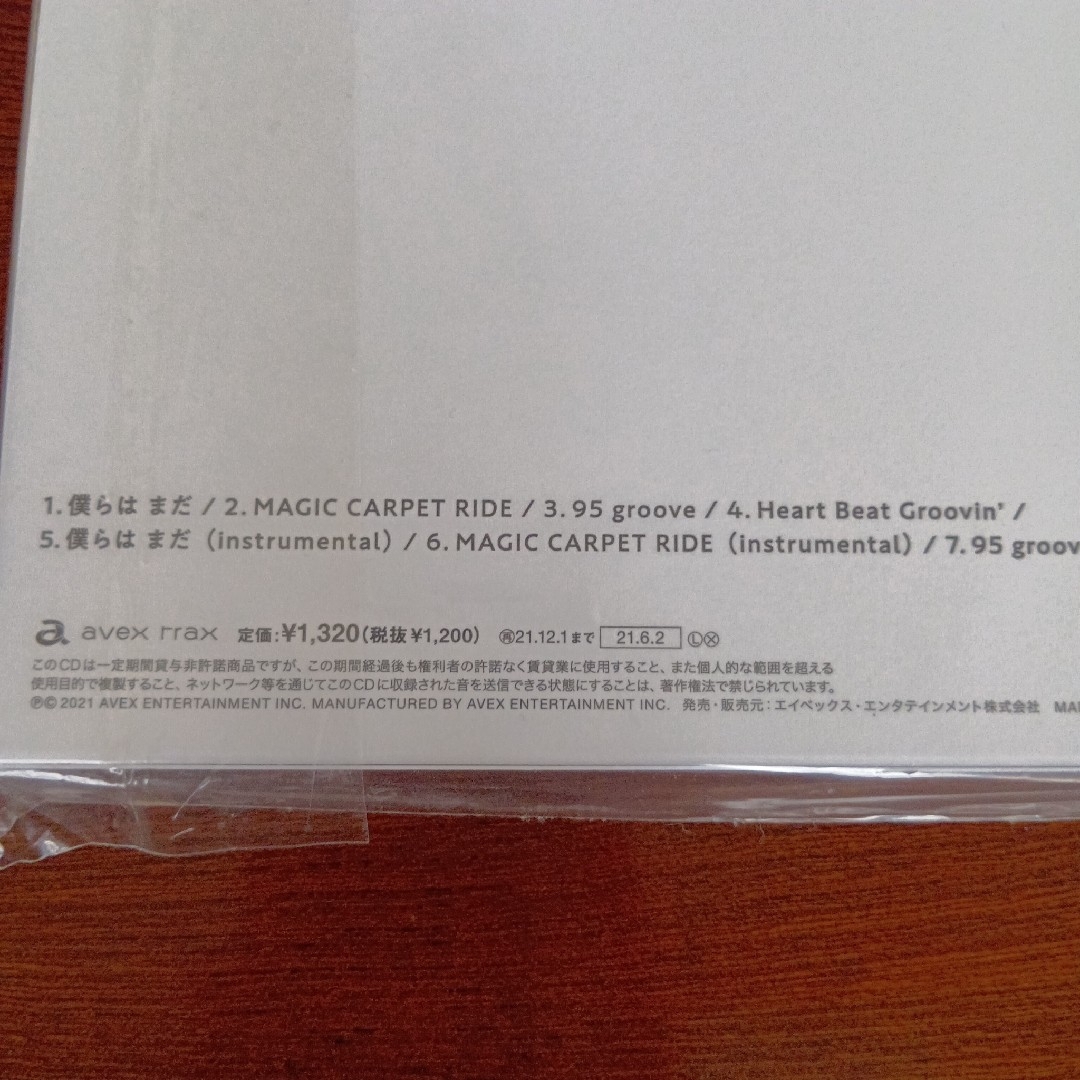 1. 僕らは まだ / 2. MAGIC CARPET RIDE / 3. 95 groove / 4. Heart Beat Groovin' /
5. 僕らは まだ（instrumental）/ 6. MAGIC CARPET RIDE（instrumental）/ 7. 95 groov
a avex trax 定価:¥1,320(税抜¥1,200) ㋐21.12.1まで 21.6.2 ⓁⓍ
このCDは一定期間貸与非許諾商品ですが、この期間経過後も権利者の許諾なく賃貸業に使用すること、また個人的な範囲を超える
使用目的で複製すること、ネットワーク等を通じてこのCDに収録された音を送信できる状態にすることは、著作権法で禁じられています。
℗© 2021 AVEX ENTERTAINMENT INC. MANUFACTURED BY AVEX ENTERTAINMENT INC. 発売・販売元：エイベックス・エンタテインメント株式会社